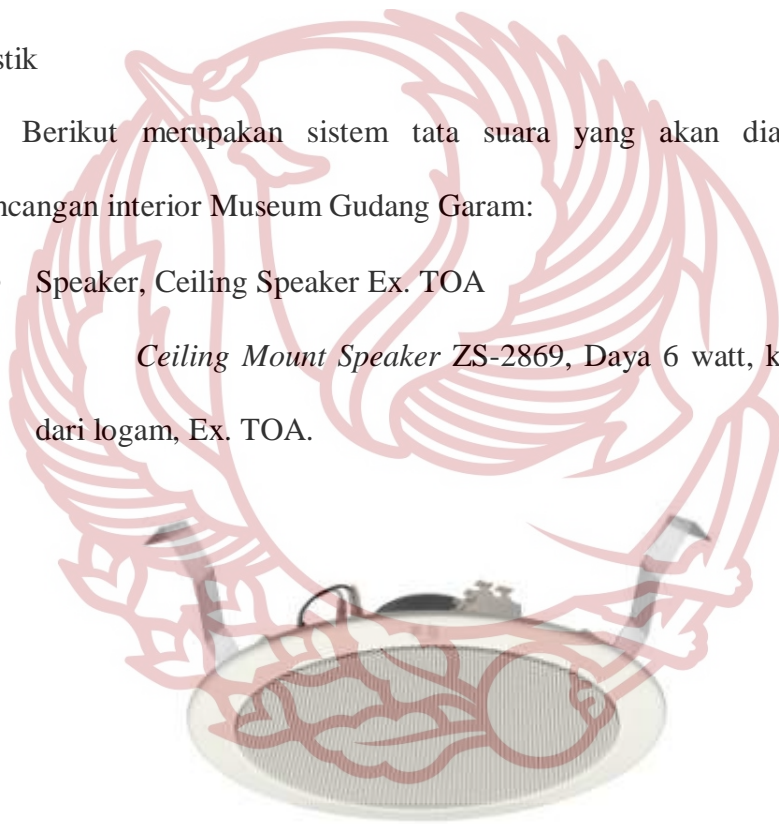 stik
Berikut merupakan sistem tata suara yang akan dia
ncangan interior Museum Gudang Garam:
Speaker, Ceiling Speaker Ex. TOA
Ceiling Mount Speaker ZS-2869, Daya 6 watt, k
dari logam, Ex. TOA.